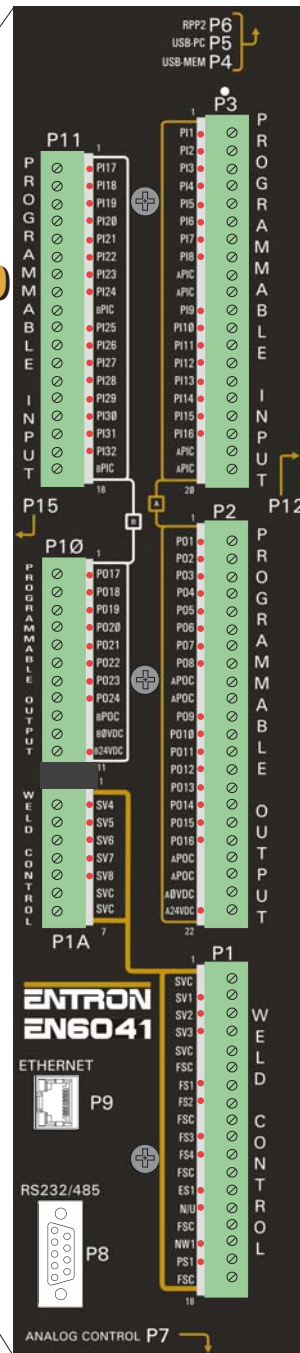 RPP2 P6
USB-PC P5
USB-MEM P4
P11
PROGRAMMABLE INPUT
1
PI17
PI18
PI19
PI20
PI21
PI22
PI23
PI24
BPIC
PI25
PI26
PI27
PI28
PI29
PI30
PI31
PI32
BPIC
18
P3
PROGRAMMABLE INPUT
1
PI1
PI2
PI3
PI4
PI5
PI6
PI7
PI8
APIC
APIC
PI9
PI10
PI11
PI12
PI13
PI14
PI15
PI16
APIC
APIC
20
P15
P12
A
B
P10
PROGRAMMABLE OUTPUT
1
PO17
PO18
PO19
PO20
PO21
PO22
PO23
PO24
BPOC
B0VDC
B24VDC
11
P2
PROGRAMMABLE OUTPUT
1
PO1
PO2
PO3
PO4
PO5
PO6
PO7
PO8
APOC
APOC
PO9
PO10
PO11
PO12
PO13
PO14
PO15
PO16
APOC
APOC
A0VDC
A24VDC
22
WELD CONTROL
1
SV4
SV5
SV6
SV7
SV8
SVC
SVC
7
P1A
P1
WELD CONTROL
1
SVC
SV1
SV2
SV3
SVC
FSC
FS1
FS2
FSC
FS3
FS4
FSC
ES1
N/U
FSC
NW1
PS1
FSC
18
ENTRON
EN6041
ETHERNET
P9
RS232/485
P8
ANALOG CONTROL P7